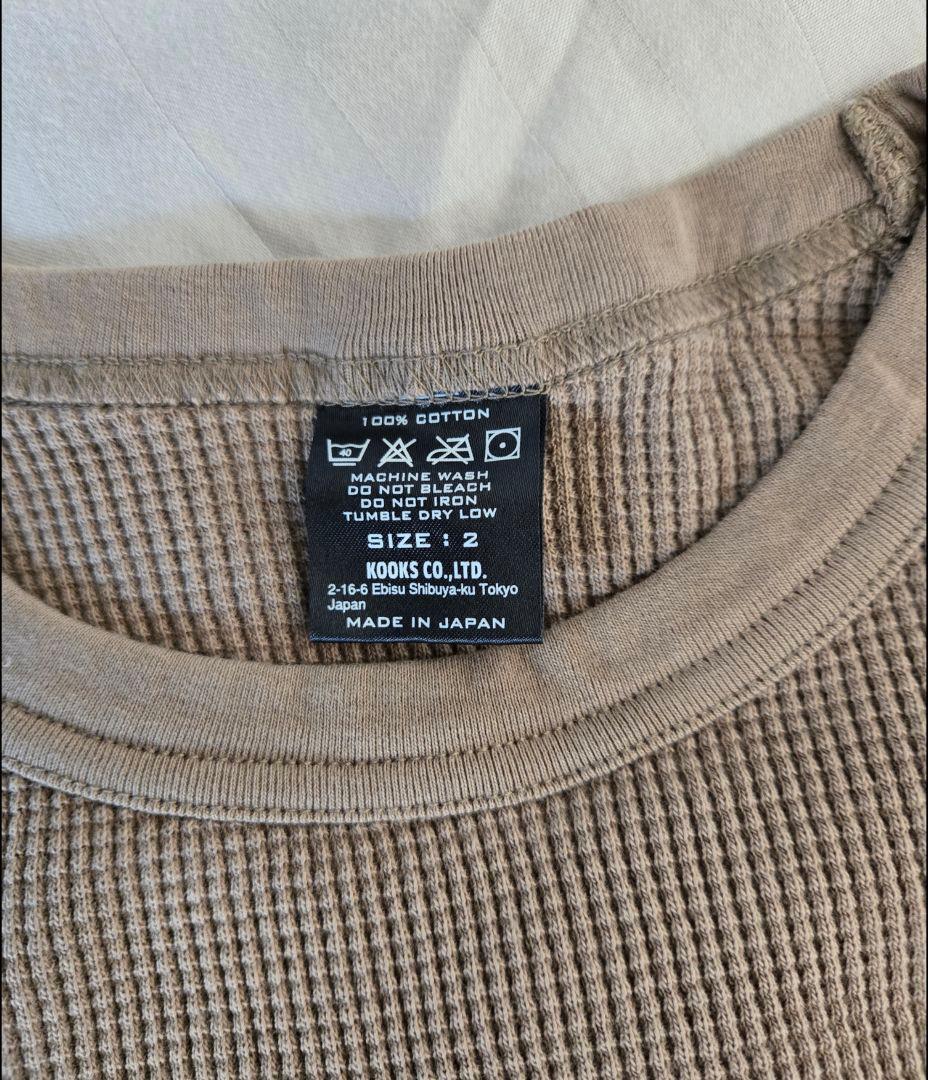 100% COTTON
40
MACHINE WASH
DO NOT BLEACH
DO NOT IRON
TUMBLE DRY LOW
SIZE : 2
KOOKS CO.,LTD.
2-16-6 Ebisu Shibuya-ku Tokyo
Japan
MADE IN JAPAN